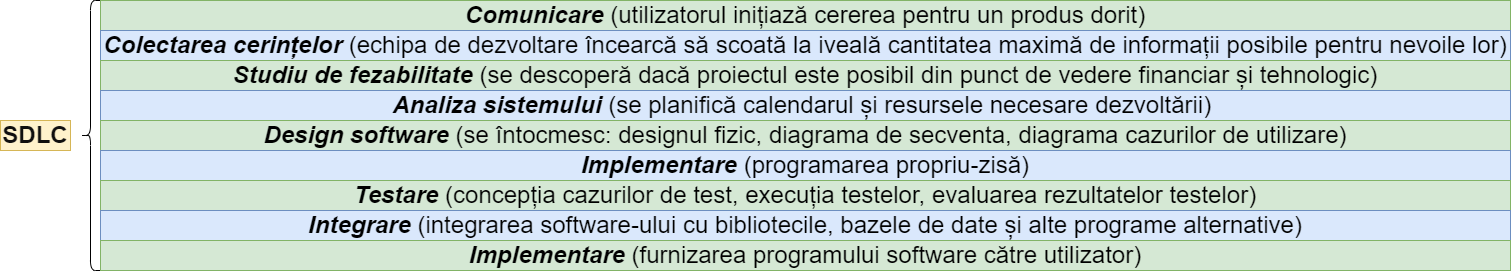 Comunicare (utilizatorul inițiază cererea pentru un produs dorit)
Colectarea cerințelor (echipa de dezvoltare încearcă să scoată la iveală cantitatea maximă de informații posibile pentru nevoile lor)
Studiu de fezabilitate (se descoperă dacă proiectul este posibil din punct de vedere financiar și tehnologic)
Analiza sistemului (se planifică calendarul și resursele necesare dezvoltării)
SDLC
Design software (se întocmesc: designul fizic, diagrama de secventa, diagrama cazurilor de utilizare)
Implementare (programarea propriu-zisă)
Testare (concepția cazurilor de test, execuția testelor, evaluarea rezultatelor testelor)
Integrare (integrarea software-ului cu bibliotecile, bazele de date și alte programe alternative)
Implementare (furnizarea programului software către utilizator)